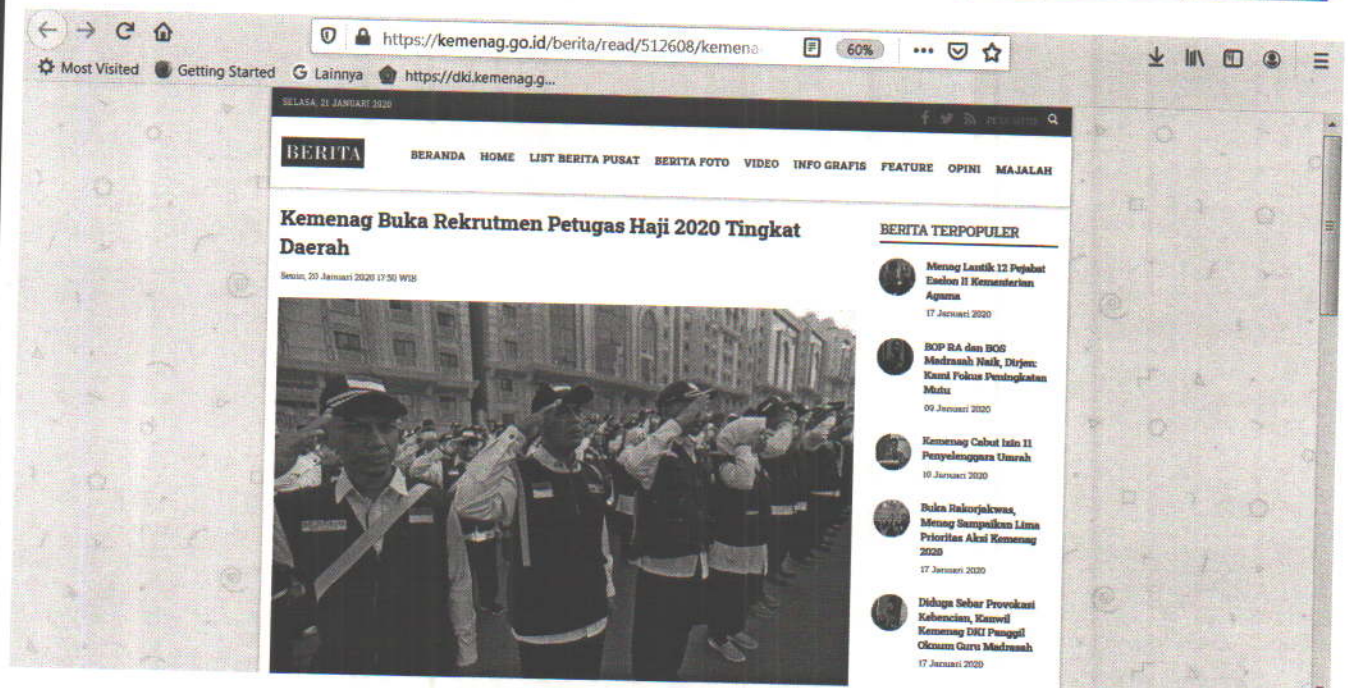 https://kemenag.go.id/berita/read/512608/kemena
60%
Most Visited
Getting Started
Lainnya
https://dki.kemenag.g...
SELASA, 21 JANUARI 2020
BERITA
BERANDA HOME LIST BERITA PUSAT BERITA FOTO VIDEO INFO GRAFIS FEATURE OPINI MAJALAH
Kemenag Buka Rekrutmen Petugas Haji 2020 Tingkat
Daerah
Senin, 20 Januari 2020 17:50 WIB
BERITA TERPOPULER
Menag Lantik 12 Pejabat
Eselon II Kementerian
Agama
17 Januari 2020
BOP RA dan BOS
Madrasah Naik, Dirjen:
Kami Fokus Peningkatan
Mutu
09 Januari 2020
Kemenag Cabut Izin 11
Penyelenggara Umrah
10 Januari 2020
Buka Rakorjakwas,
Menag Sampaikan Lima
Prioritas Aksi Kemenag
2020
17 Januari 2020
Diduga Sebar Provokasi
Kebencian, Kanwil
Kemenag DKI Panggil
Oknum Guru Madrasah
17 Januari 2020